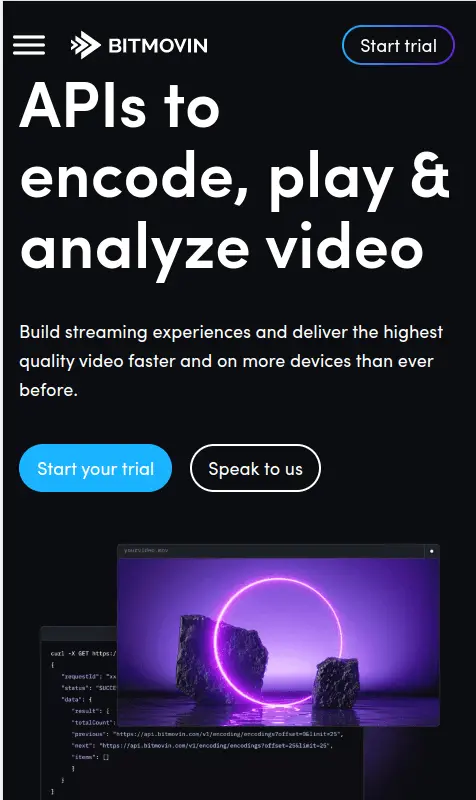 BITMOVIN
Start trial
APIs to
encode, play &
analyze video
Build streaming experiences and deliver the highest
quality video faster and on more devices than ever
before.
Start your trial
Speak to us
curl -X GET https:/
{
"requestId": "xx
"status": "SUCCE
"data": {
"result": [
"totalCount":
"previous": "https://api.bitmovin.com/v1/encoding/encodings?offset=0&limit=25",
"next": "https://api.bitmovin.com/v1/encoding/encodings?offset=25&limit=25",
"items": []
}
}
]